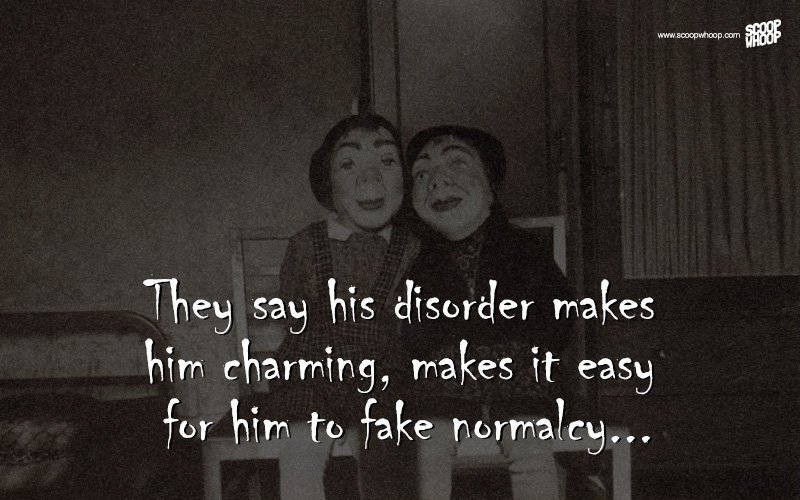 www.scoopwhoop.com SCOOP
WHOOP
They say his disorder makes
him charming, makes it easy
for him to fake normalcy...